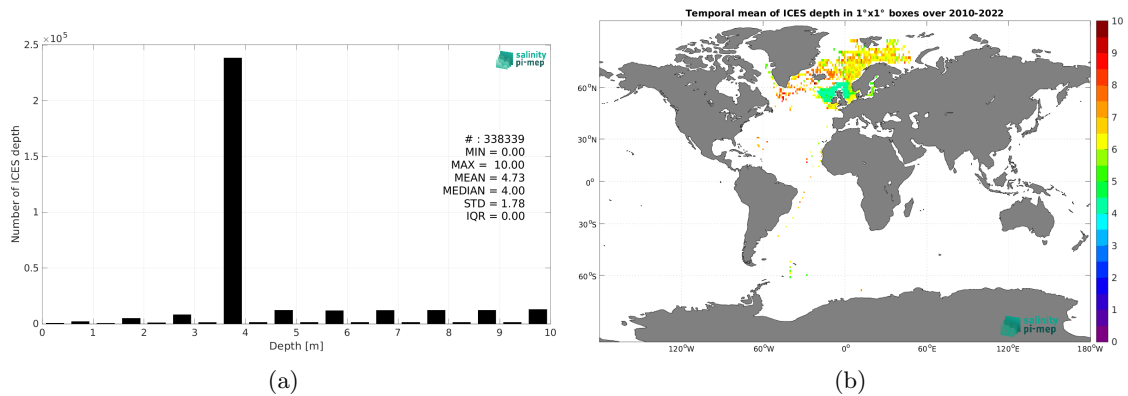 2.5
×10⁵
2
1.5
1
0.5
0
1 2 3 4 5 6 7 8 9 10
Number of ICES depth
Depth [m]
salinity
pi-mep
# : 338339
MIN = 0.00
MAX = 10.00
MEAN = 4.73
MEDIAN = 4.00
STD = 1.78
IQR = 0.00
(a)
Temporal mean of ICES depth in 1°x1° boxes over 2010-2022
60°N
30°N
0°
30°S
60°S
120°W 60°W 0° 60°E 120°E 180°W
salinity
pi-mep
10
9
8
7
6
5
4
3
2
1
0
(b)